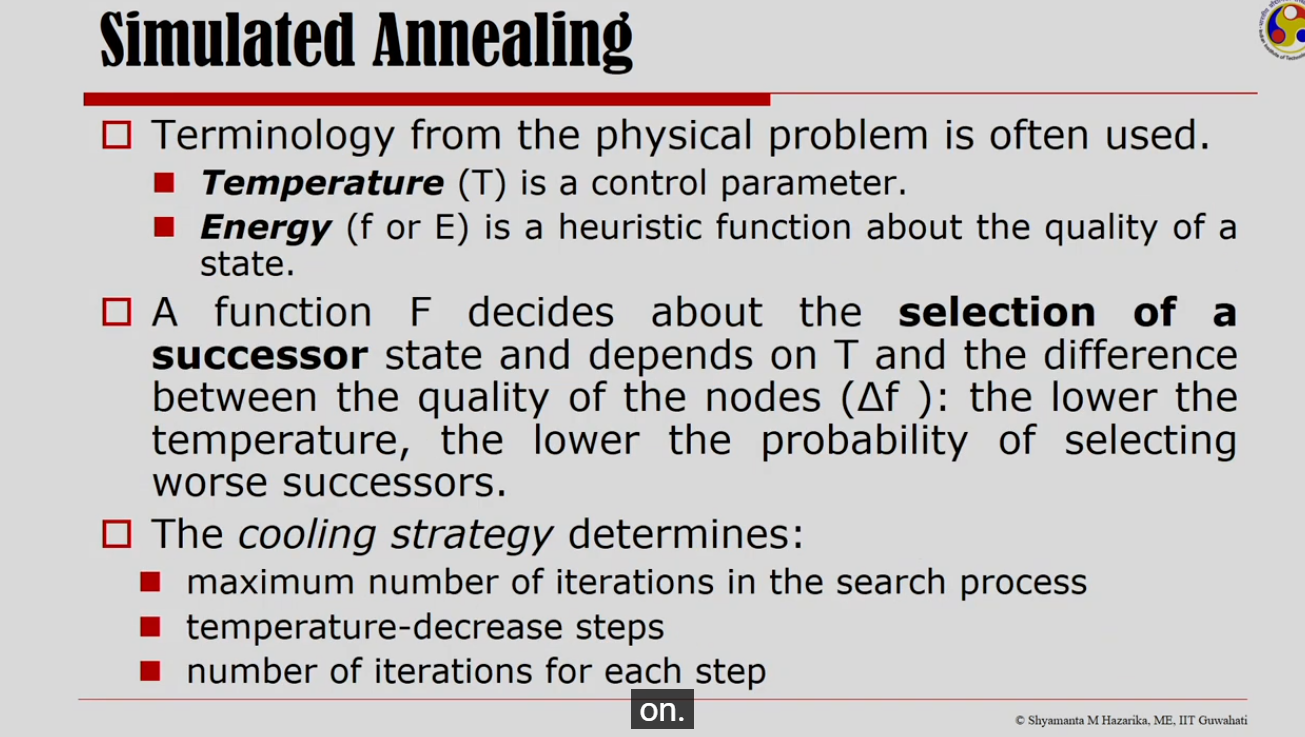 Simulated Annealing
Terminology from the physical problem is often used.
Temperature (T) is a control parameter.
Energy (f or E) is a heuristic function about the quality of a
state.
A function F decides about the selection of a
successor state and depends on T and the difference
between the quality of the nodes (Δf ): the lower the
temperature, the lower the probability of selecting
worse successors.
The cooling strategy determines:
maximum number of iterations in the search process
temperature-decrease steps
number of iterations for each step
on.
© Shyamanta M Hazarika, ME, IIT Guwahati